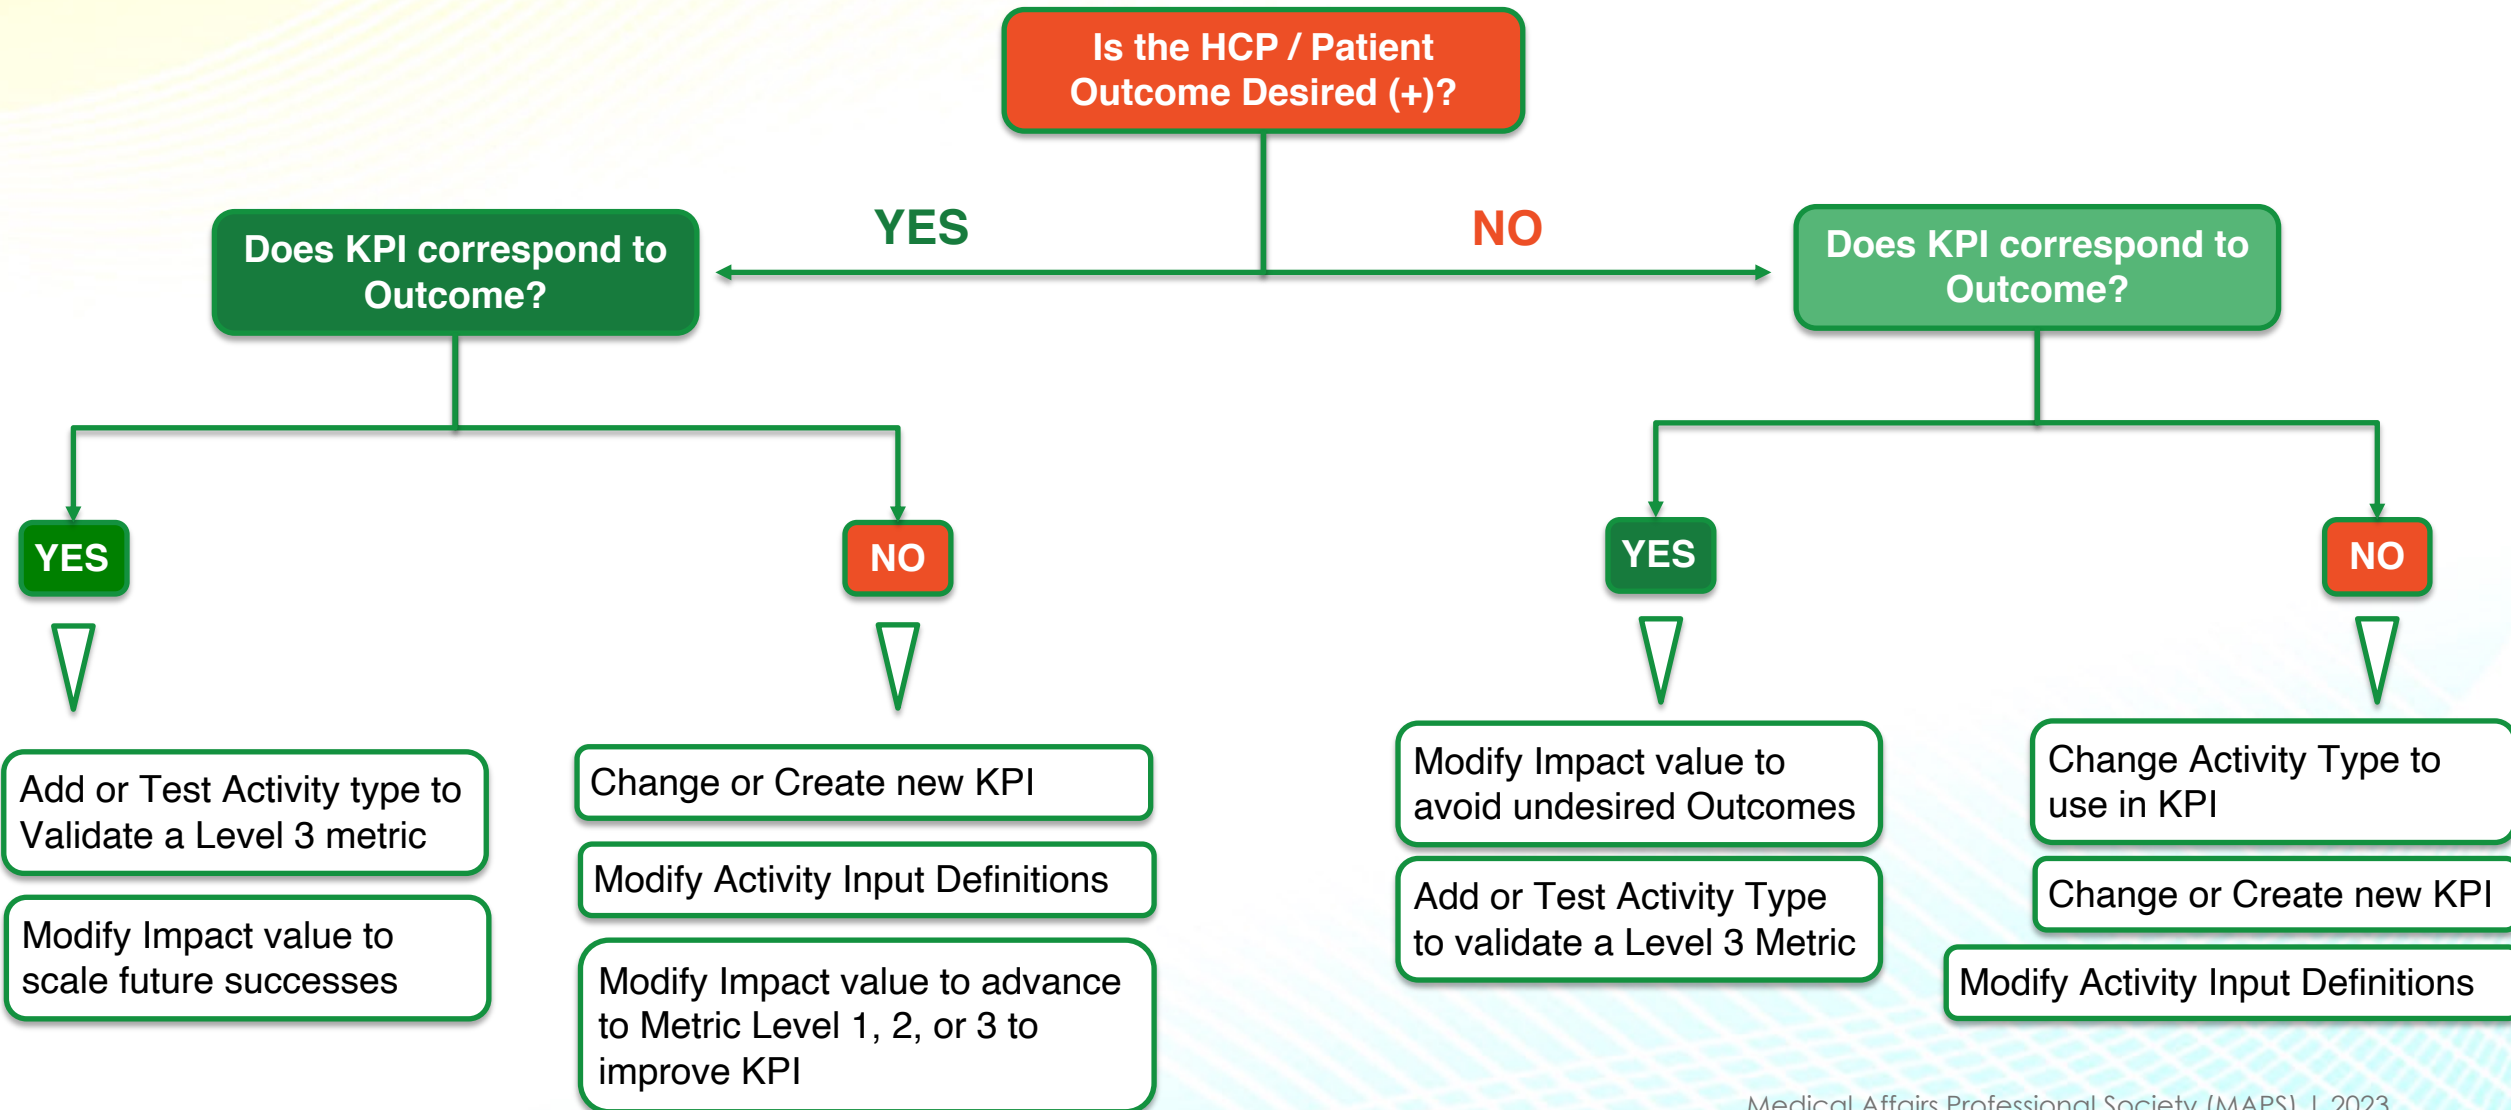 Is the HCP / Patient
Outcome Desired (+)?
YES
NO
Does KPI correspond to
Outcome?
Does KPI correspond to
Outcome?
YES
NO
YES
NO
Add or Test Activity type to
Validate a Level 3 metric
Modify Impact value to
scale future successes
Change or Create new KPI
Modify Activity Input Definitions
Modify Impact value to advance
to Metric Level 1, 2, or 3 to
improve KPI
Modify Impact value to
avoid undesired Outcomes
Add or Test Activity Type
to validate a Level 3 Metric
Change Activity Type to
use in KPI
Change or Create new KPI
Modify Activity Input Definitions
Medical Affairs Professional Society (MAPS) | 2023